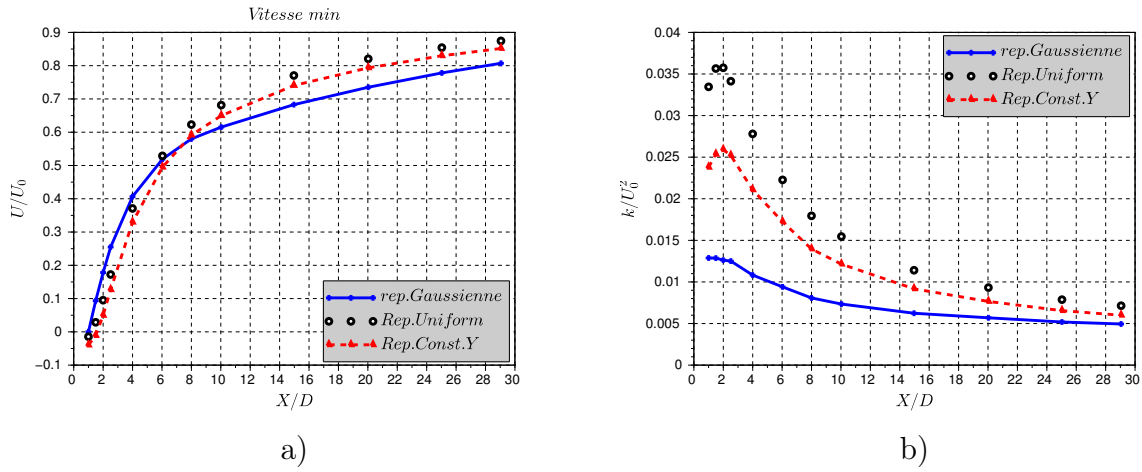 Vitesse min
0.9
0.8
0.7
0.6
0.5
0.4
0.3
0.2
0.1
0
−0.1
U/U₀
rep.Gaussienne
Rep.Uniform
Rep.Const.Y
0 2 4 6 8 10 12 14 16 18 20 22 24 26 28 30
X/D
a)
0.04
0.035
0.03
0.025
0.02
0.015
0.01
0.005
0
k/U₀²
rep.Gaussienne
Rep.Uniform
Rep.Const.Y
0 2 4 6 8 10 12 14 16 18 20 22 24 26 28 30
X/D
b)